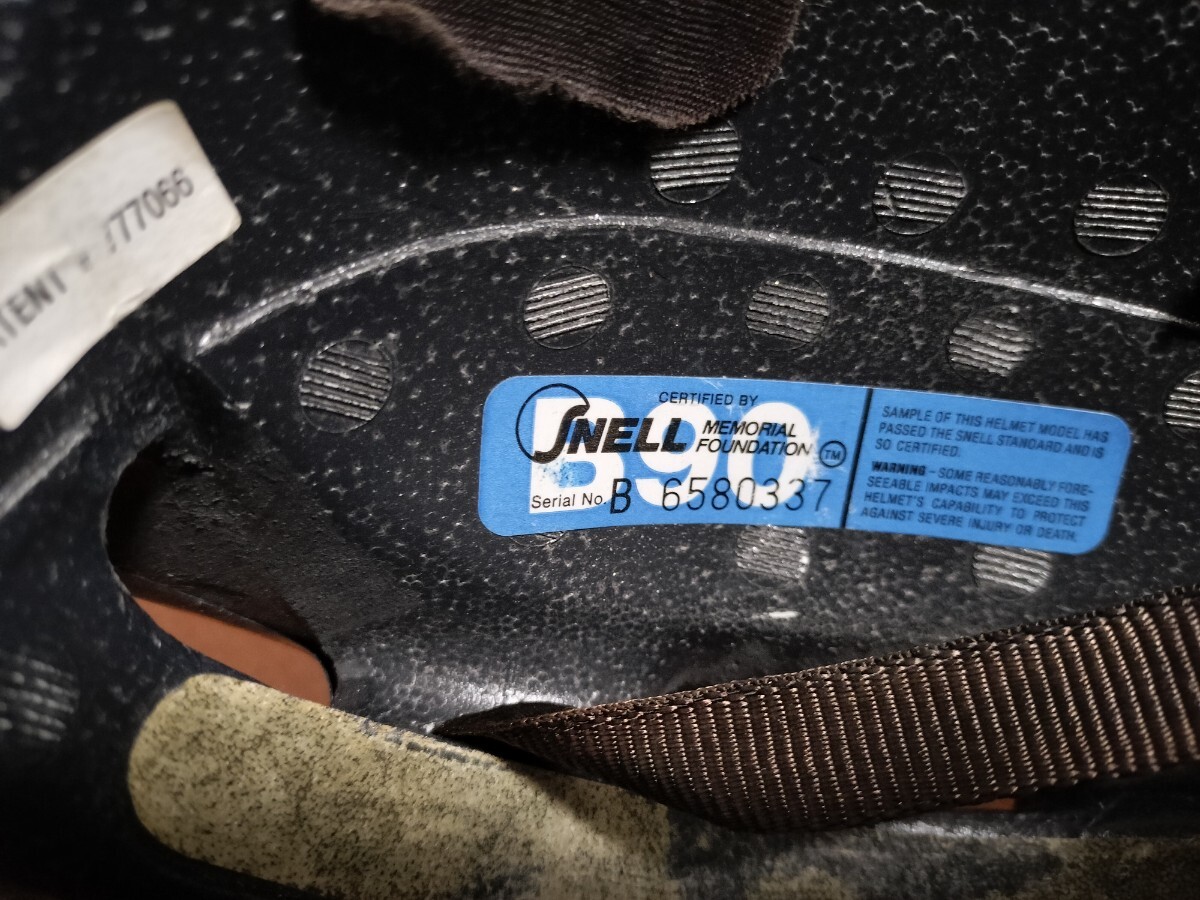 777066
CERTIFIED BY
SNELL MEMORIAL
FOUNDATION TM
B90
Serial No. B 6580337
SAMPLE OF THIS HELMET MODEL HAS
PASSED THE SNELL STANDARD AND IS
SO CERTIFIED.
WARNING – SOME REASONABLY FORE-
SEEABLE IMPACTS MAY EXCEED THIS
HELMET'S CAPABILITY TO PROTECT
AGAINST SEVERE INJURY OR DEATH.